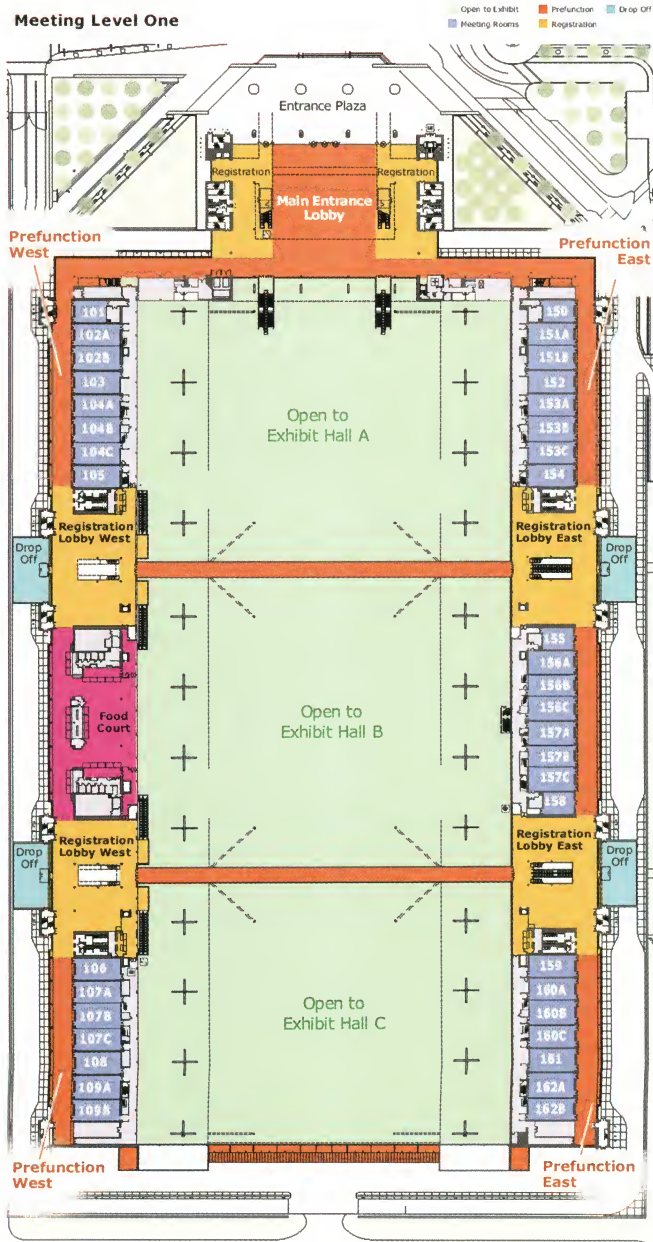 Meeting Level One
Open to Exhibit
Prefunction
Drop Off
Meeting Rooms
Registration
Entrance Plaza
Registration
Registration
Main Entrance
Lobby
Prefunction
West
Prefunction
East
101
102A
102B
103
104A
104B
104C
105
150
151A
151B
152
153A
153B
153C
154
Open to
Exhibit Hall A
Registration
Lobby West
Registration
Lobby East
Drop
Off
Drop
Off
Food
Court
Open to
Exhibit Hall B
155
156A
156B
156C
157A
157B
157C
158
Registration
Lobby West
Registration
Lobby East
Drop
Off
Drop
Off
106
107A
107B
107C
108
109A
109B
Open to
Exhibit Hall C
159
160A
160B
160C
161
162A
162B
Prefunction
West
Prefunction
East